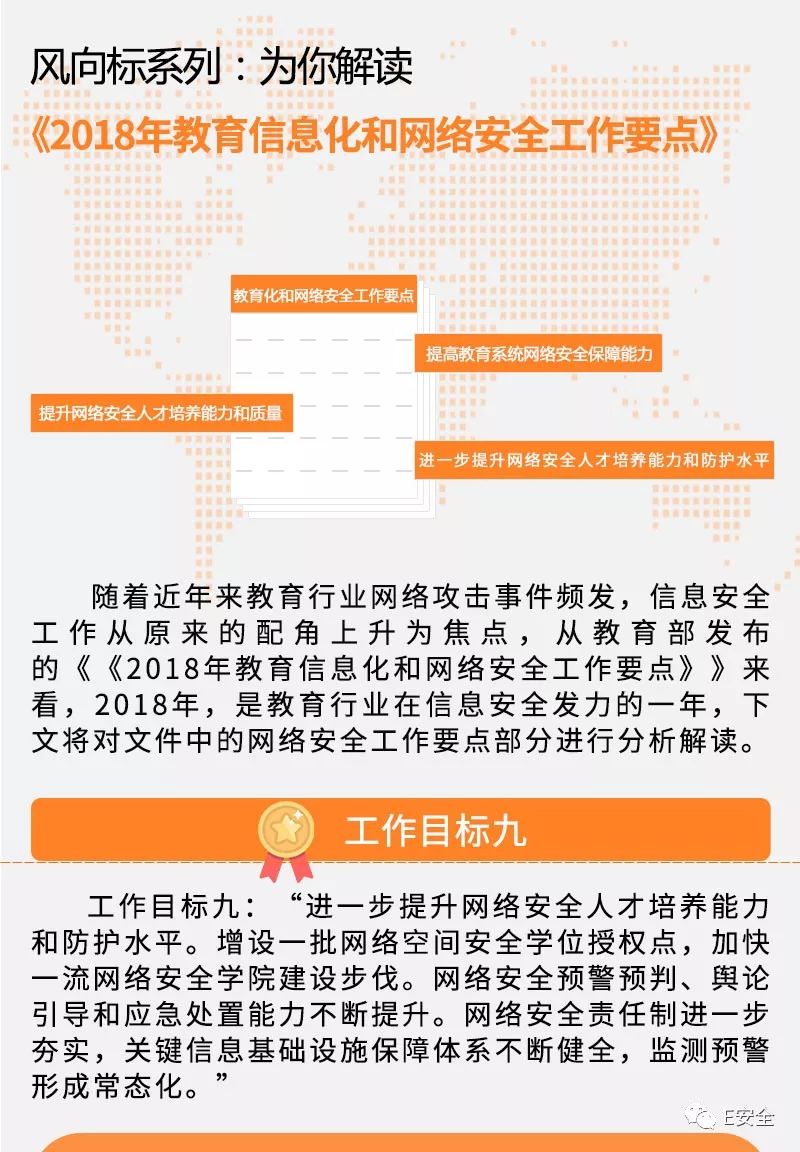 风向标系列：为你解读
《2018年教育信息化和网络安全工作要点》
教育化和网络安全工作要点
提高教育系统网络安全保障能力
提升网络安全人才培养能力和质量
进一步提升网络安全人才培养能力和防护水平
随着近年来教育行业网络攻击事件频发，信息安全
工作从原来的配角上升为焦点，从教育部发布
的《《2018年教育信息化和网络安全工作要点》》来
看，2018年，是教育行业在信息安全发力的一年，下
文将对文件中的网络安全工作要点部分进行分析解读。
工作目标九
工作目标九：“进一步提升网络安全人才培养能力
和防护水平。增设一批网络空间安全学位授权点，加快
一流网络安全学院建设步伐。网络安全预警预判、舆论
引导和应急处置能力不断提升。网络安全责任制进一步
夯实，关键信息基础设施保障体系不断健全，监测预警
形成常态化。”
E安全